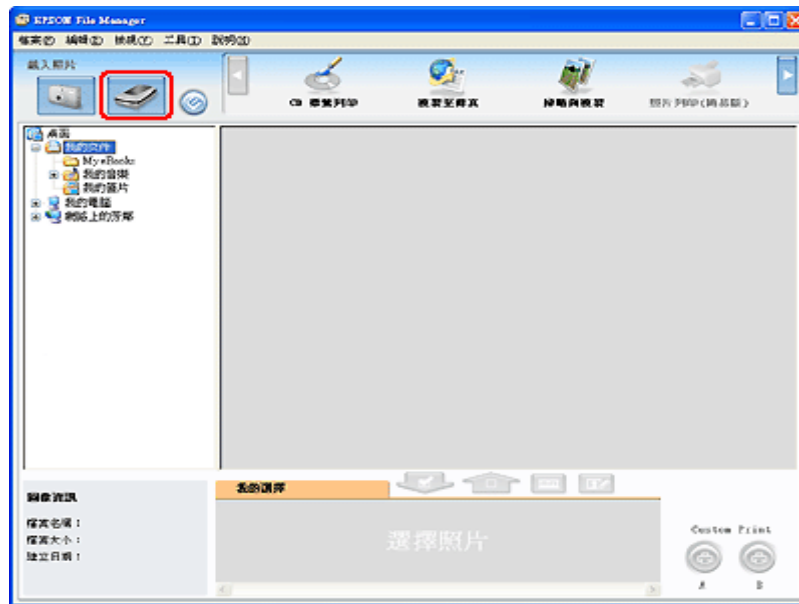 EPSON File Manager
檔案(F) 編輯(E) 檢視(V) 工具(T) 說明(H)
載入照片
CD 標籤列印
複製至傳真
掃瞄與複製
照片列印(簡易版)
桌面
我的文件
My eBooks
我的音樂
我的圖片
我的電腦
網路上的芳鄰
我的選擇
選擇照片
圖像資訊
檔案名稱：
檔案大小：
建立日期：
Custom Print
A B